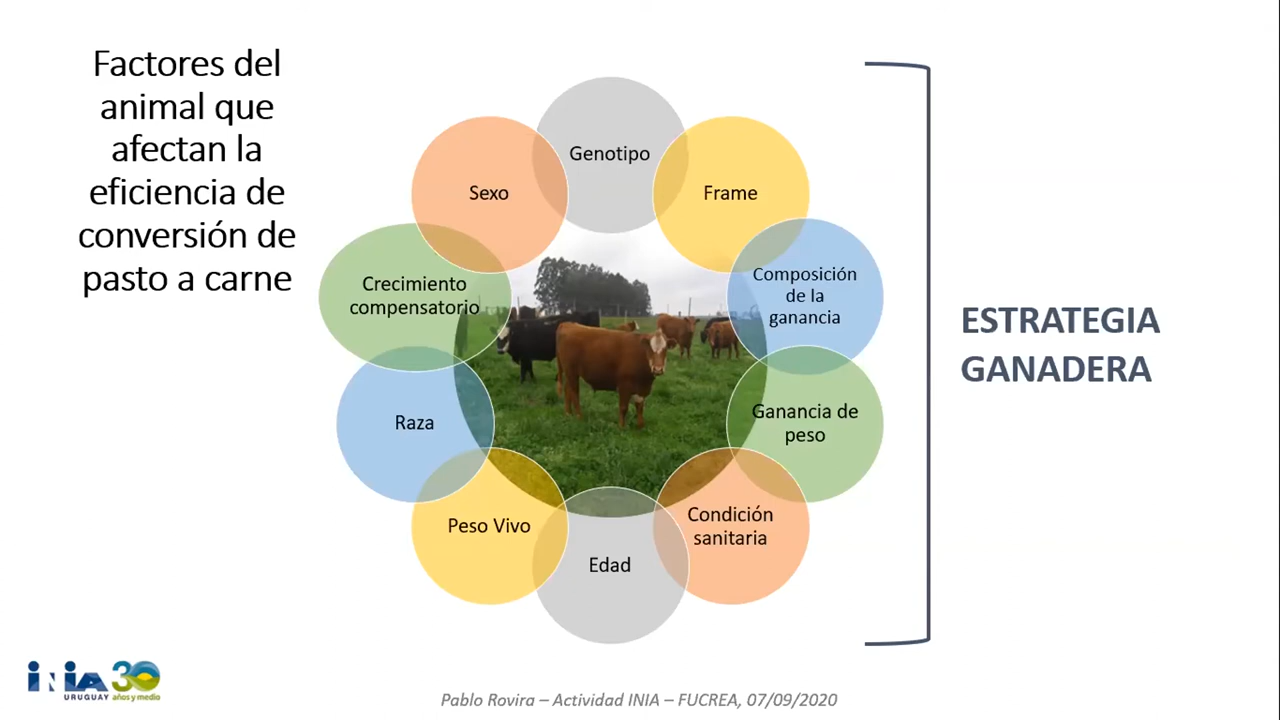 Factores del
animal que
afectan la
eficiencia de
conversión de
pasto a carne
Genotipo
Frame
Composición
de la
ganancia
Ganancia de
peso
Condición
sanitaria
Edad
Peso Vivo
Raza
Crecimiento
compensatorio
Sexo
ESTRATEGIA
GANADERA
iNiA 30
URUGUAY años y medio
Pablo Rovira – Actividad INIA – FUCREA, 07/09/2020